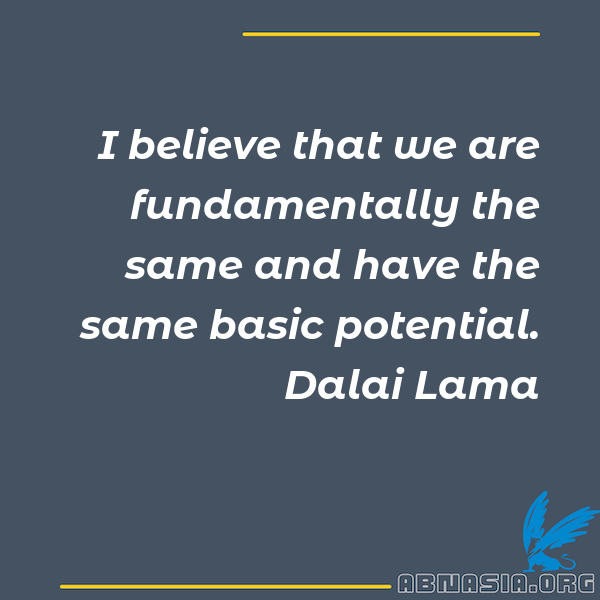 I believe that we are
fundamentally the
same and have the
same basic potential.
Dalai Lama
ABNASIA.ORG